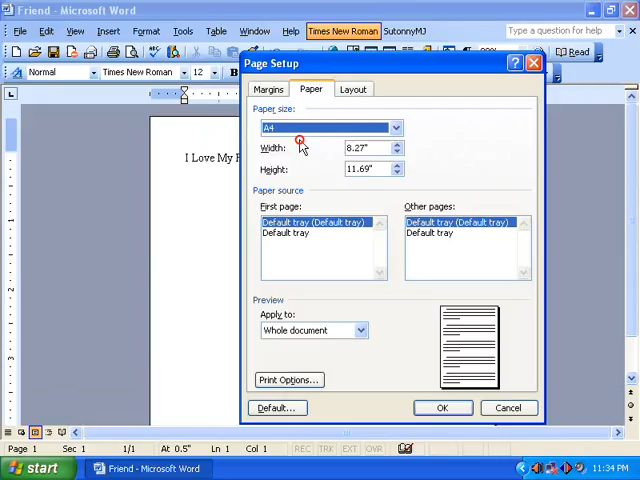 Friend - Microsoft Word
File Edit View Insert Format Tools Table Window Help Times New Roman SutonnyMJ Type a question for help
Read
Normal Times New Roman 12 B
Page Setup
Margins Paper Layout
Paper size:
A4
Width: 8.27"
Height: 11.69"
Paper source
First page: Other pages:
Default tray (Default tray) Default tray (Default tray)
Default tray Default tray
Preview
Apply to:
Whole document
Print Options...
Default... OK Cancel
I Love My
Page 1 Sec 1 1/1 At 0.5" Ln 1 Col 1 REC TRK EXT OVR
start Friend - Microsoft Word 11:34 PM